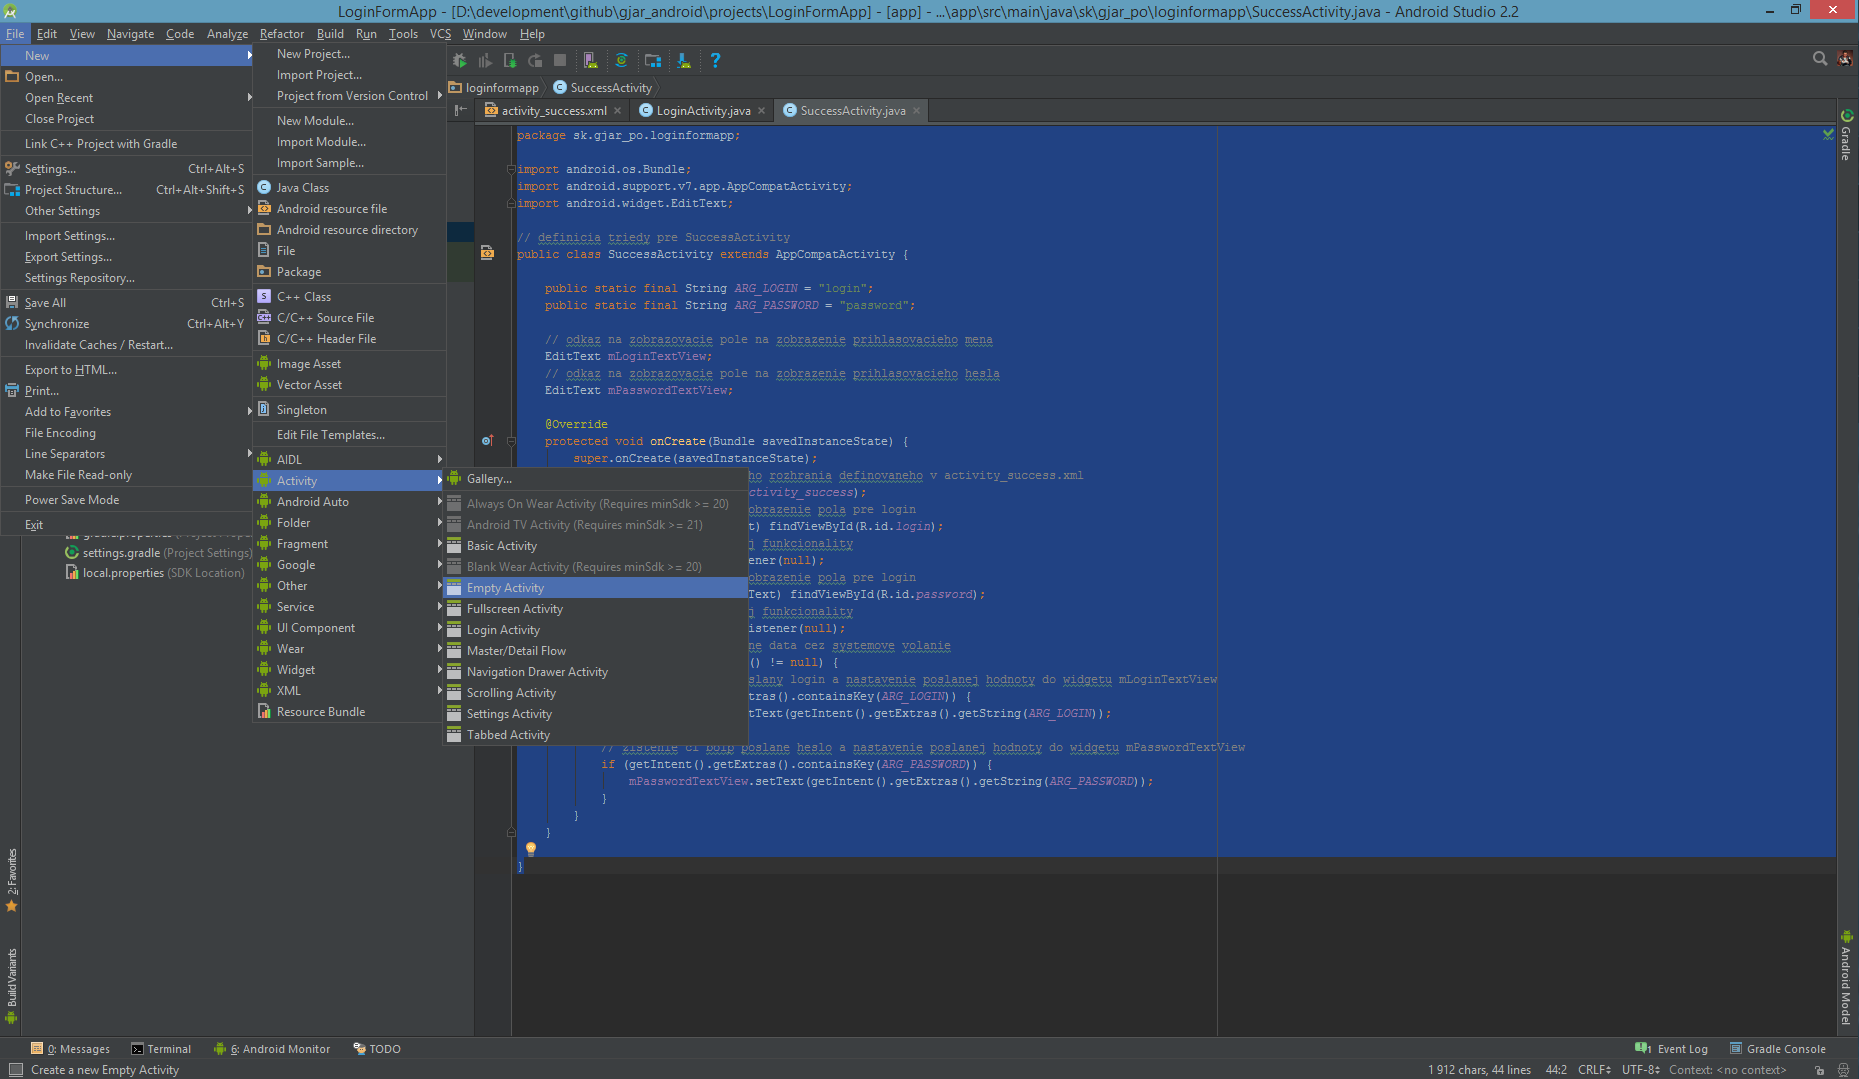 LoginFormApp - [D:\development\github\gjar_android\projects\LoginFormApp] - [app] - ...\app\src\main\java\sk\gjar_po\loginformapp\SuccessActivity.java - Android Studio 2.2
File Edit View Navigate Code Analyze Refactor Build Run Tools VCS Window Help
New
Open...
Open Recent
Close Project
Link C++ Project with Gradle
Settings... Ctrl+Alt+S
Project Structure... Ctrl+Alt+Shift+S
Other Settings
Import Settings...
Export Settings...
Settings Repository...
Save All Ctrl+S
Synchronize Ctrl+Alt+Y
Invalidate Caches / Restart...
Export to HTML...
Print...
Add to Favorites
File Encoding
Line Separators
Make File Read-only
Power Save Mode
Exit
settings.gradle (Project Settings)
local.properties (SDK Location)
New Project...
Import Project...
Project from Version Control
New Module...
Import Module...
Import Sample...
Java Class
Android resource file
Android resource directory
File
Package
C++ Class
C/C++ Source File
C/C++ Header File
Image Asset
Vector Asset
Singleton
Edit File Templates...
AIDL
Activity
Android Auto
Folder
Fragment
Google
Other
Service
UI Component
Wear
Widget
XML
Resource Bundle
Gallery...
Always On Wear Activity (Requires minSdk >= 20)
Android TV Activity (Requires minSdk >= 21)
Basic Activity
Blank Wear Activity (Requires minSdk >= 20)
Empty Activity
Fullscreen Activity
Login Activity
Master/Detail Flow
Navigation Drawer Activity
Scrolling Activity
Settings Activity
Tabbed Activity
loginformapp SuccessActivity
activity_success.xml LoginActivity.java SuccessActivity.java
package sk.gjar_po.loginformapp;
import android.os.Bundle;
import android.support.v7.app.AppCompatActivity;
import android.widget.EditText;
// definicia triedy pre SuccessActivity
public class SuccessActivity extends AppCompatActivity {
public static final String ARG_LOGIN = "login";
public static final String ARG_PASSWORD = "password";
// odkaz na zobrazovacie pole na zobrazenie prihlasovacieho mena
EditText mLoginTextView;
// odkaz na zobrazovacie pole na zobrazenie prihlasovacieho hesla
EditText mPasswordTextView;
@Override
protected void onCreate(Bundle savedInstanceState) {
super.onCreate(savedInstanceState);
ho rozhrania definovaneho v activity_success.xml
ctivity_success);
obrazenie pola pre login
t) findViewById(R.id.login);
j funkcionality
ener(null);
obrazenie pola pre login
Text) findViewById(R.id.password);
j funkcionality
istener(null);
ne data cez systemove volanie
() != null) {
slany login a nastavenie poslanej hodnoty do widgetu mLoginTextView
tras().containsKey(ARG_LOGIN)) {
tText(getIntent().getExtras().getString(ARG_LOGIN));
// zistenie ci bolp poslane heslo a nastavenie poslanej hodnoty do widgetu mPasswordTextView
if (getIntent().getExtras().containsKey(ARG_PASSWORD)) {
mPasswordTextView.setText(getIntent().getExtras().getString(ARG_PASSWORD));
}
}
}
}
Gradle
Android Model
2: Favorites
Build Variants
0: Messages Terminal 6: Android Monitor TODO 1 Event Log Gradle Console
Create a new Empty Activity 1 912 chars, 44 lines 44:2 CRLF UTF-8 Context: <no context>